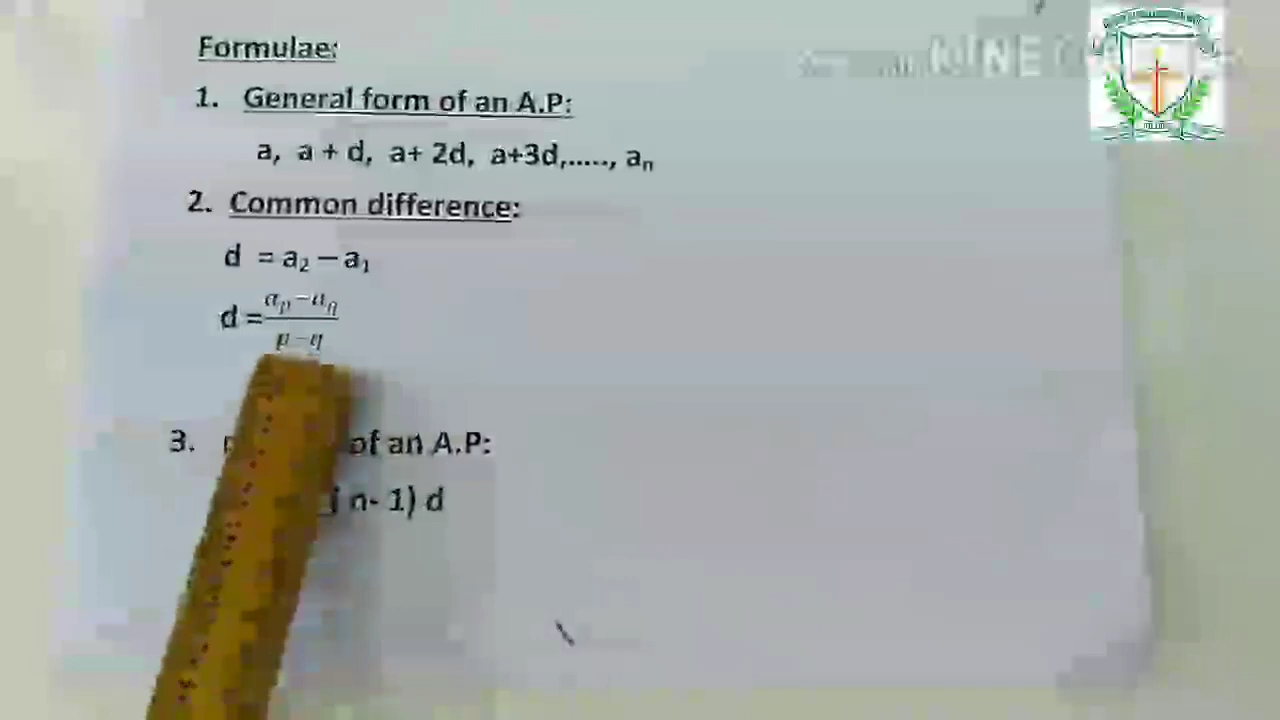 KINE
Formulae:
1. General form of an A.P:
a, a + d, a+ 2d, a+3d,....., aₙ
2. Common difference:
d = a₂ – a₁
d = (aₚ – a_q)/(p – q)
3. of an A.P:
( n- 1) d